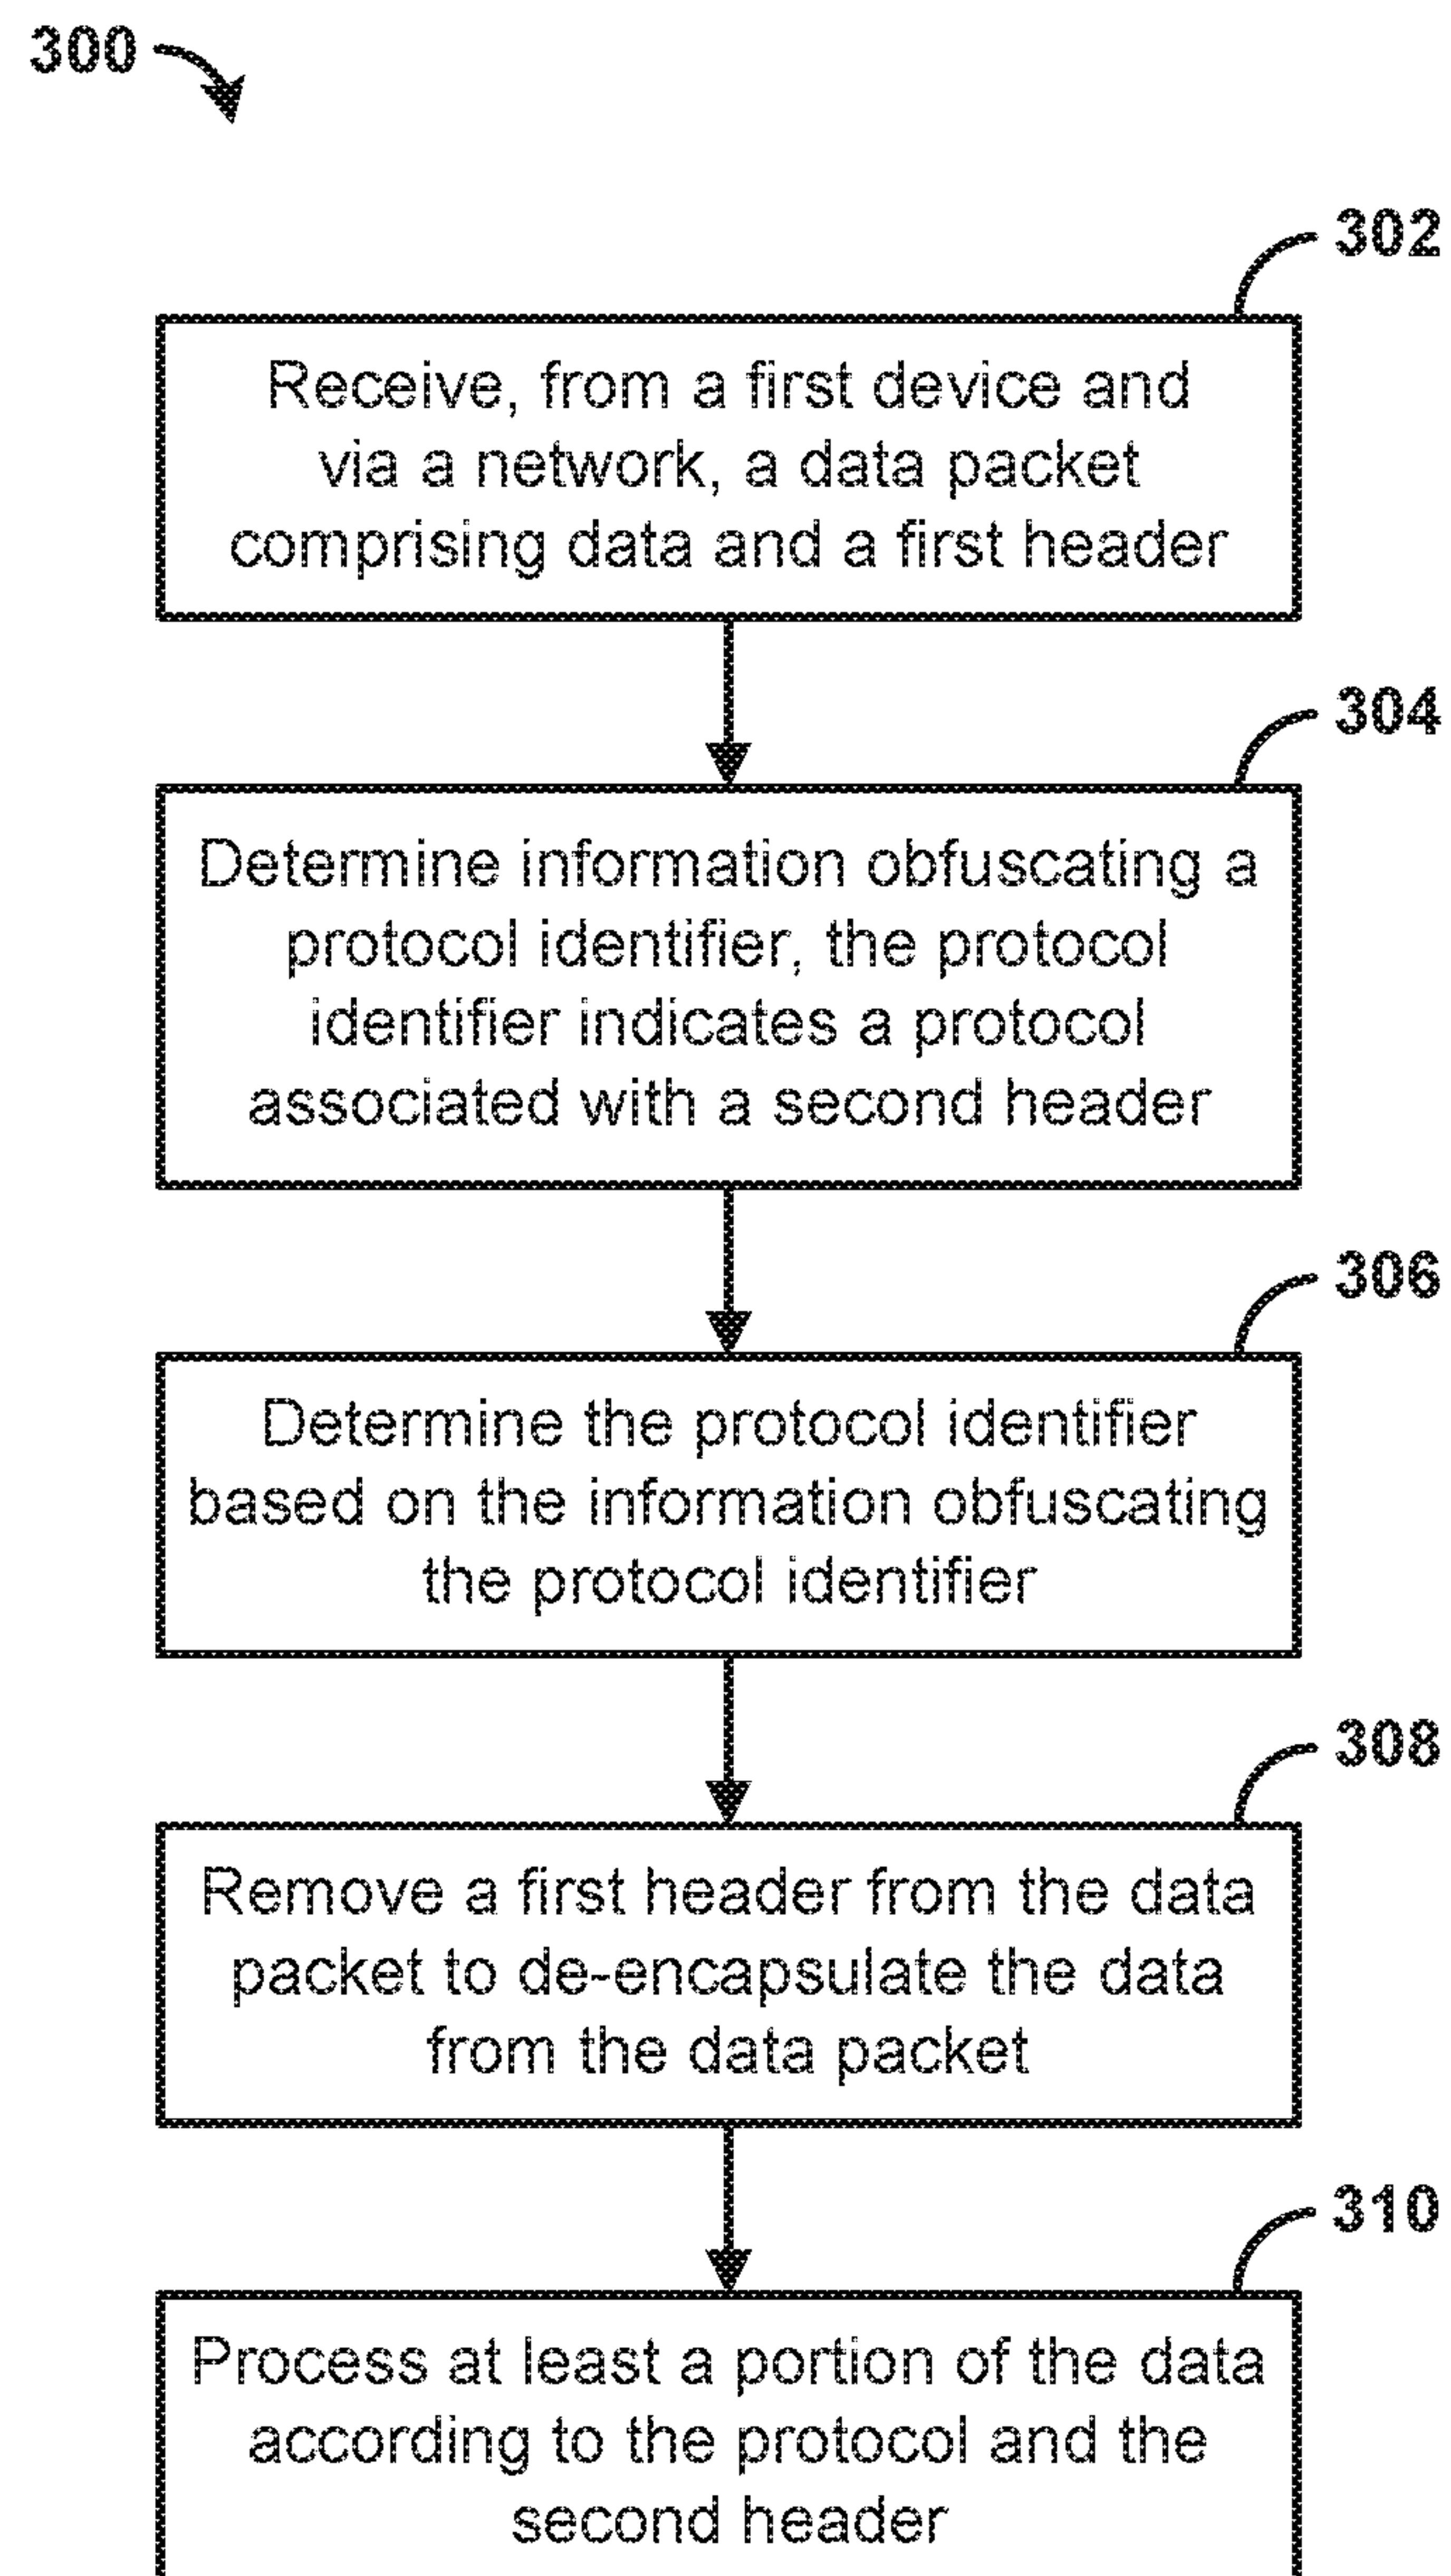 300
302
Receive, from a first device and
via a network, a data packet
comprising data and a first header
304
Determine information obfuscating a
protocol identifier, the protocol
identifier indicates a protocol
associated with a second header
306
Determine the protocol identifier
based on the information obfuscating
the protocol identifier
308
Remove a first header from the data
packet to de-encapsulate the data
from the data packet
310
Process at least a portion of the data
according to the protocol and the
second header